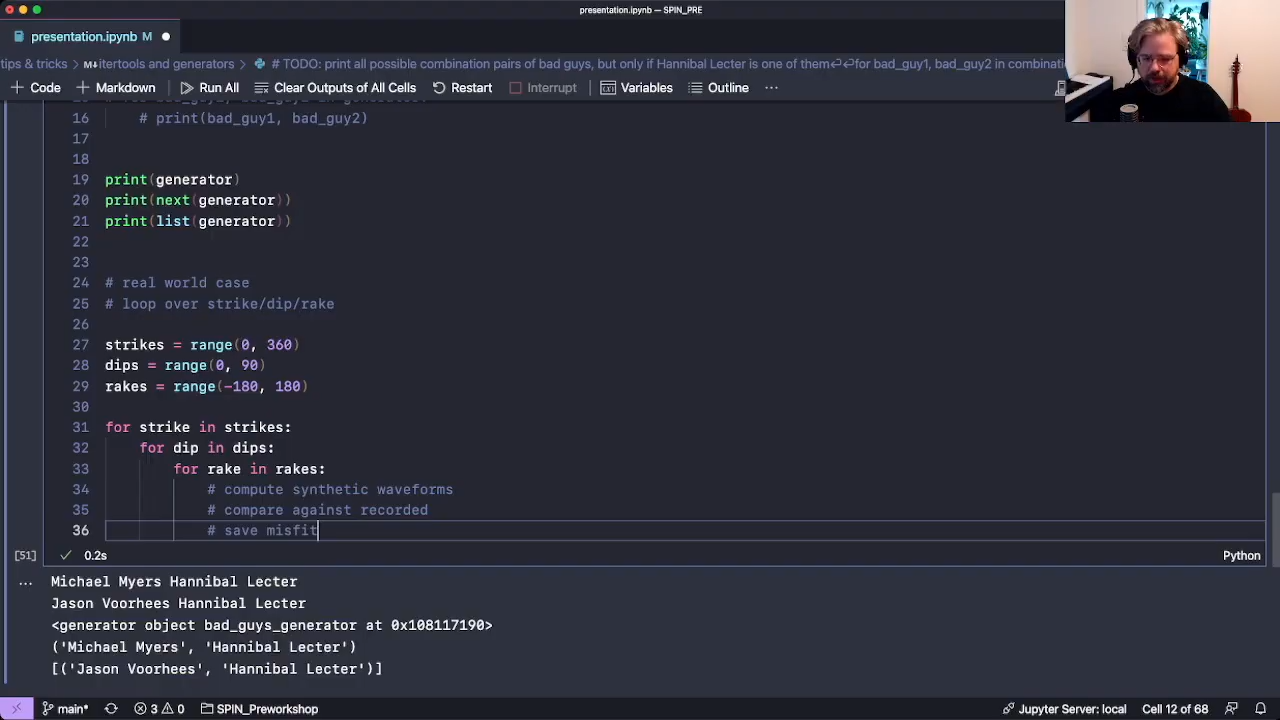 presentation.ipynb — SPIN_PRE
presentation.ipynb M
tips & tricks > M↓itertools and generators > # TODO: print all possible combination pairs of bad guys, but only if Hannibal Lecter is one of them↵↵for bad_guy1, bad_guy2 in combination
+ Code + Markdown Run All Clear Outputs of All Cells Restart Interrupt Variables Outline ...
16 # print(bad_guy1, bad_guy2)
17
18
19 print(generator)
20 print(next(generator))
21 print(list(generator))
22
23
24 # real world case
25 # loop over strike/dip/rake
26
27 strikes = range(0, 360)
28 dips = range(0, 90)
29 rakes = range(-180, 180)
30
31 for strike in strikes:
32 for dip in dips:
33 for rake in rakes:
34 # compute synthetic waveforms
35 # compare against recorded
36 # save misfit
[51] ✓ 0.2s Python
... Michael Myers Hannibal Lecter
Jason Voorhees Hannibal Lecter
<generator object bad_guys_generator at 0x108117190>
('Michael Myers', 'Hannibal Lecter')
[('Jason Voorhees', 'Hannibal Lecter')]
main* 3 0 SPIN_Preworkshop Jupyter Server: local Cell 12 of 68